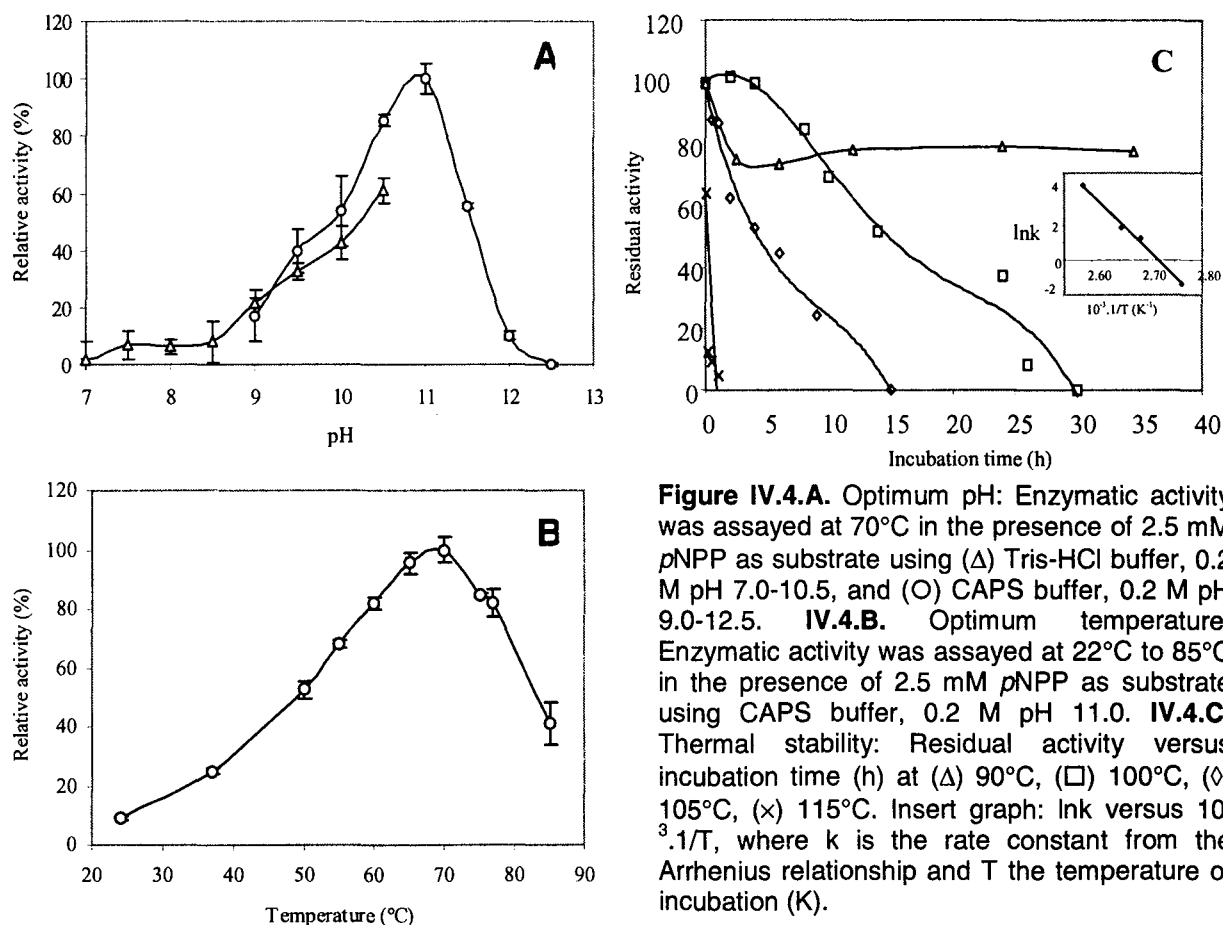 A
Relative activity (%)
120
100
80
60
40
20
0
7
8
9
10
11
12
13
pH
B
Relative activity (%)
120
100
80
60
40
20
0
20
30
40
50
60
70
80
90
Temperature (°C)
C
Residual activity
120
100
80
60
40
20
0
0
5
10
15
20
25
30
35
40
Incubation time (h)
lnk
4
2
0
-2
2.60
2.70
2.80
10⁻³.1/T (K⁻¹)
Figure IV.4.A. Optimum pH: Enzymatic activity
was assayed at 70°C in the presence of 2.5 mM
pNPP as substrate using (Δ) Tris-HCl buffer, 0.2
M pH 7.0-10.5, and (O) CAPS buffer, 0.2 M pH
9.0-12.5. IV.4.B. Optimum temperature
Enzymatic activity was assayed at 22°C to 85°C
in the presence of 2.5 mM pNPP as substrate
using CAPS buffer, 0.2 M pH 11.0. IV.4.C
Thermal stability: Residual activity versus
incubation time (h) at (Δ) 90°C, (□) 100°C, (◊)
105°C, (×) 115°C. Insert graph: lnk versus 10
³.1/T, where k is the rate constant from the
Arrhenius relationship and T the temperature of
incubation (K).